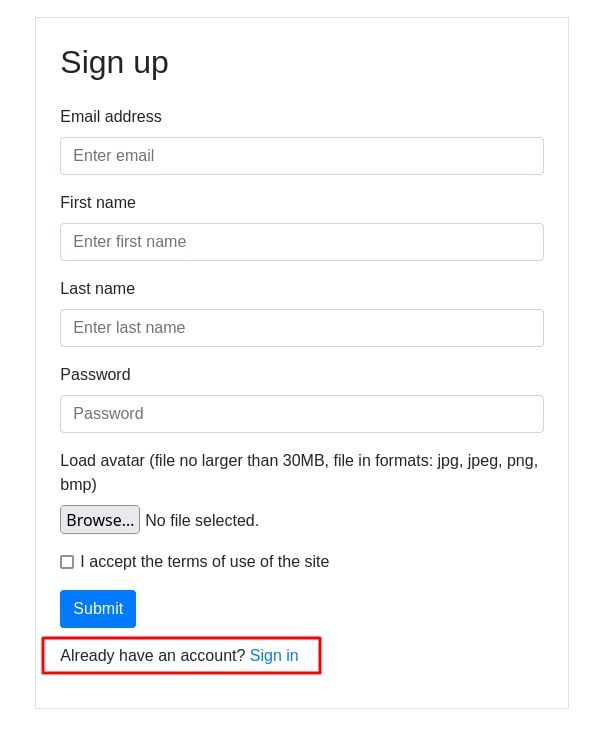 Sign up
Email address
Enter email
First name
Enter first name
Last name
Enter last name
Password
Password
Load avatar (file no larger than 30MB, file in formats: jpg, jpeg, png,
bmp)
Browse... No file selected.
I accept the terms of use of the site
Submit
Already have an account? Sign in